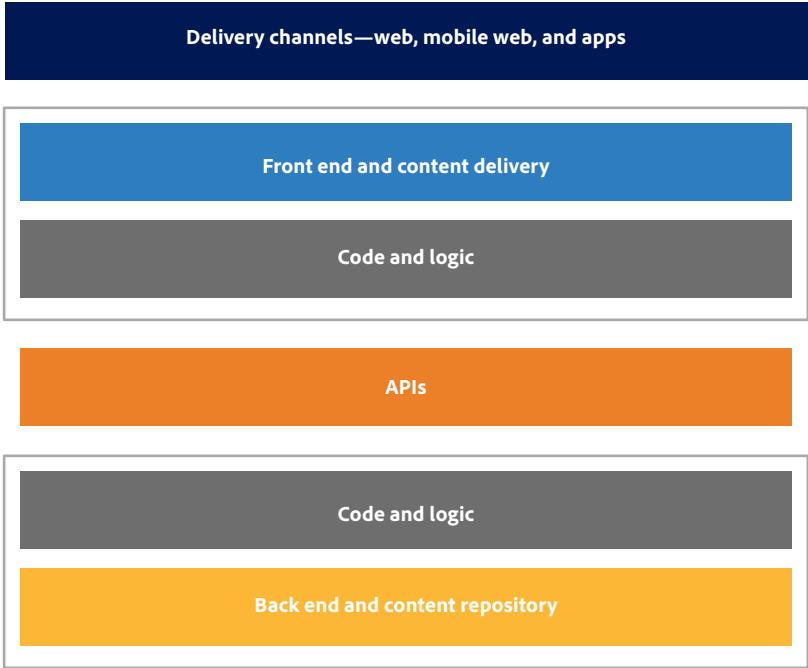 Delivery channels—web, mobile web, and apps
Front end and content delivery
Code and logic
APIs
Code and logic
Back end and content repository